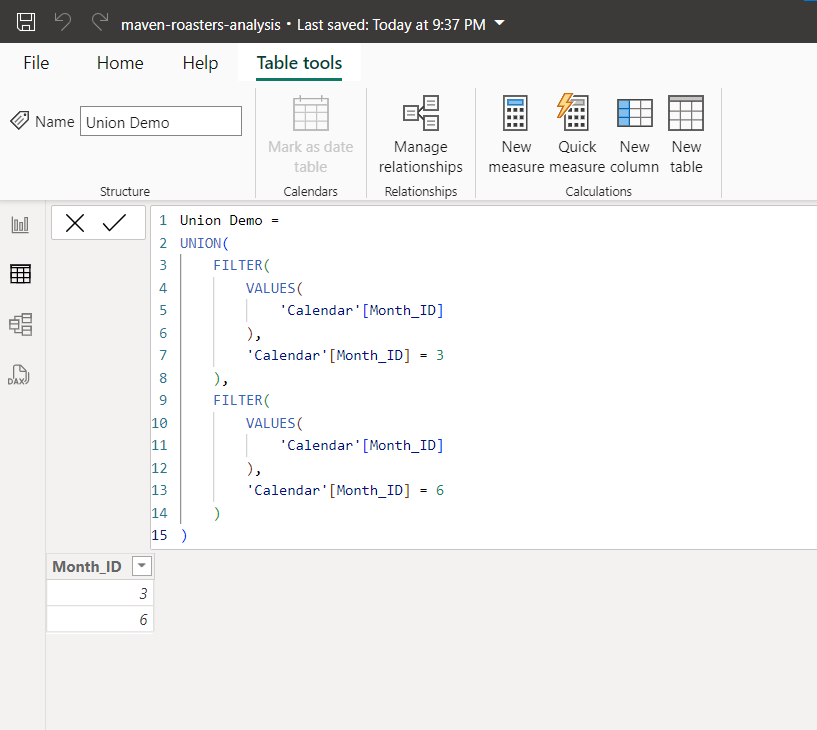 maven-roasters-analysis • Last saved: Today at 9:37 PM
File Home Help Table tools
Name Union Demo
Mark as date table
Manage relationships
New measure
Quick measure
New column
New table
Structure Calendars Relationships Calculations
1 Union Demo =
2 UNION(
3 FILTER(
4 VALUES(
5 'Calendar'[Month_ID]
6 ),
7 'Calendar'[Month_ID] = 3
8 ),
9 FILTER(
10 VALUES(
11 'Calendar'[Month_ID]
12 ),
13 'Calendar'[Month_ID] = 6
14 )
15 )
DAX
Month_ID
3
6